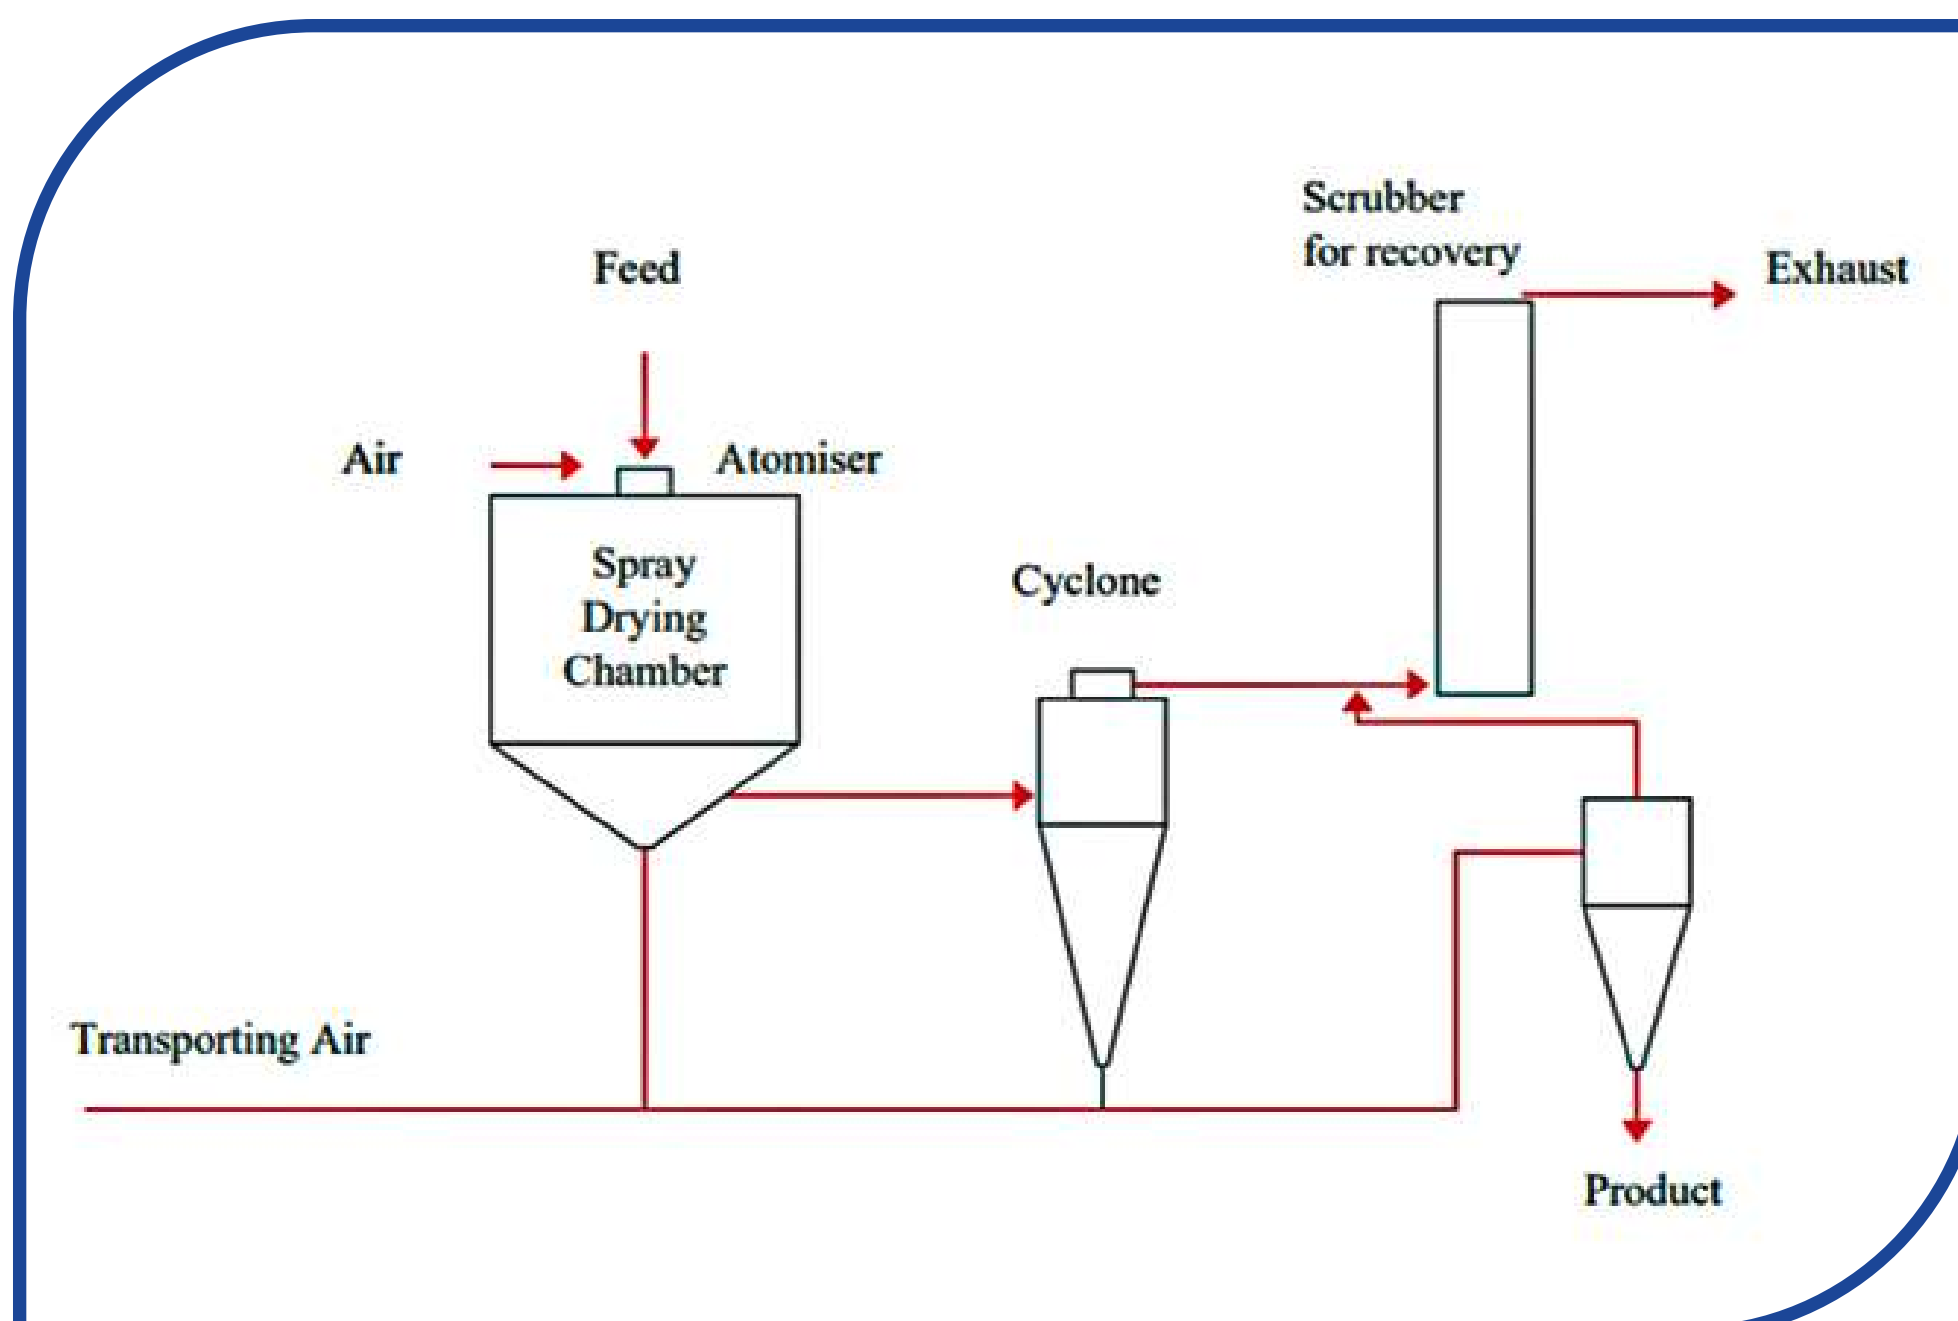 Scrubber
for recovery
Exhaust
Feed
Air
Atomiser
Spray
Drying
Chamber
Cyclone
Transporting Air
Product